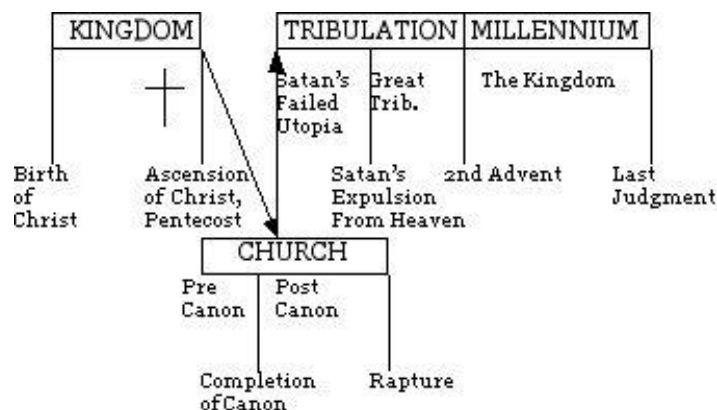 KINGDOM
TRIBULATION MILLENNIUM
Satan's
Failed
Utopia
Great
Trib.
The Kingdom
Birth
of
Christ
Ascension
of Christ,
Pentecost
Satan's
Expulsion
From Heaven
2nd Advent
Last
Judgment
CHURCH
Pre
Canon
Post
Canon
Completion
of Canon
Rapture